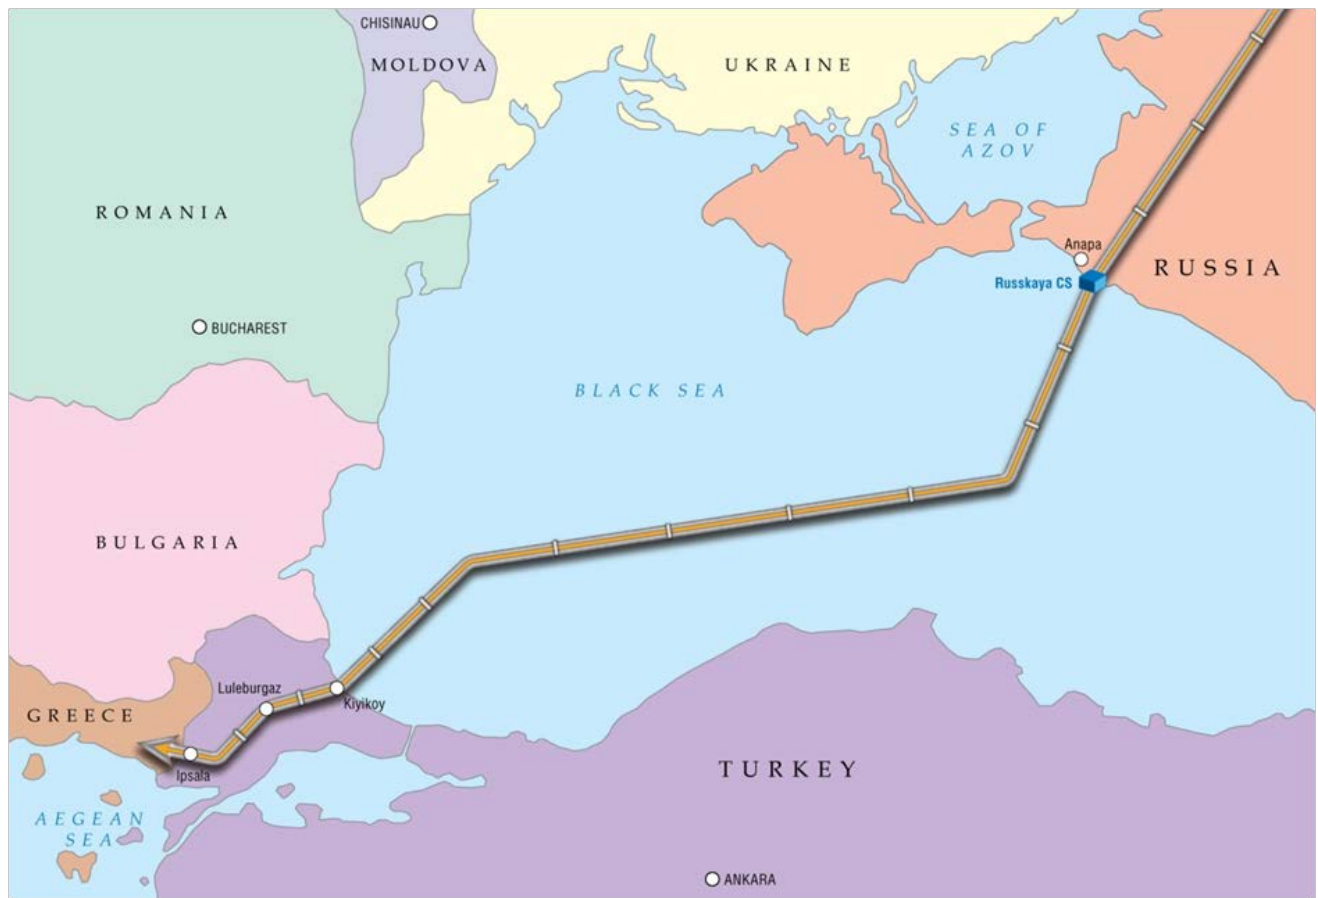 CHISINAU
MOLDOVA
UKRAINE
SEA OF
AZOV
ROMANIA
Anapa
RUSSIA
Russkaya CS
BUCHAREST
BLACK SEA
BULGARIA
Luleburgaz
Kiyikoy
GREECE
Ipsala
TURKEY
AEGEAN
SEA
ANKARA